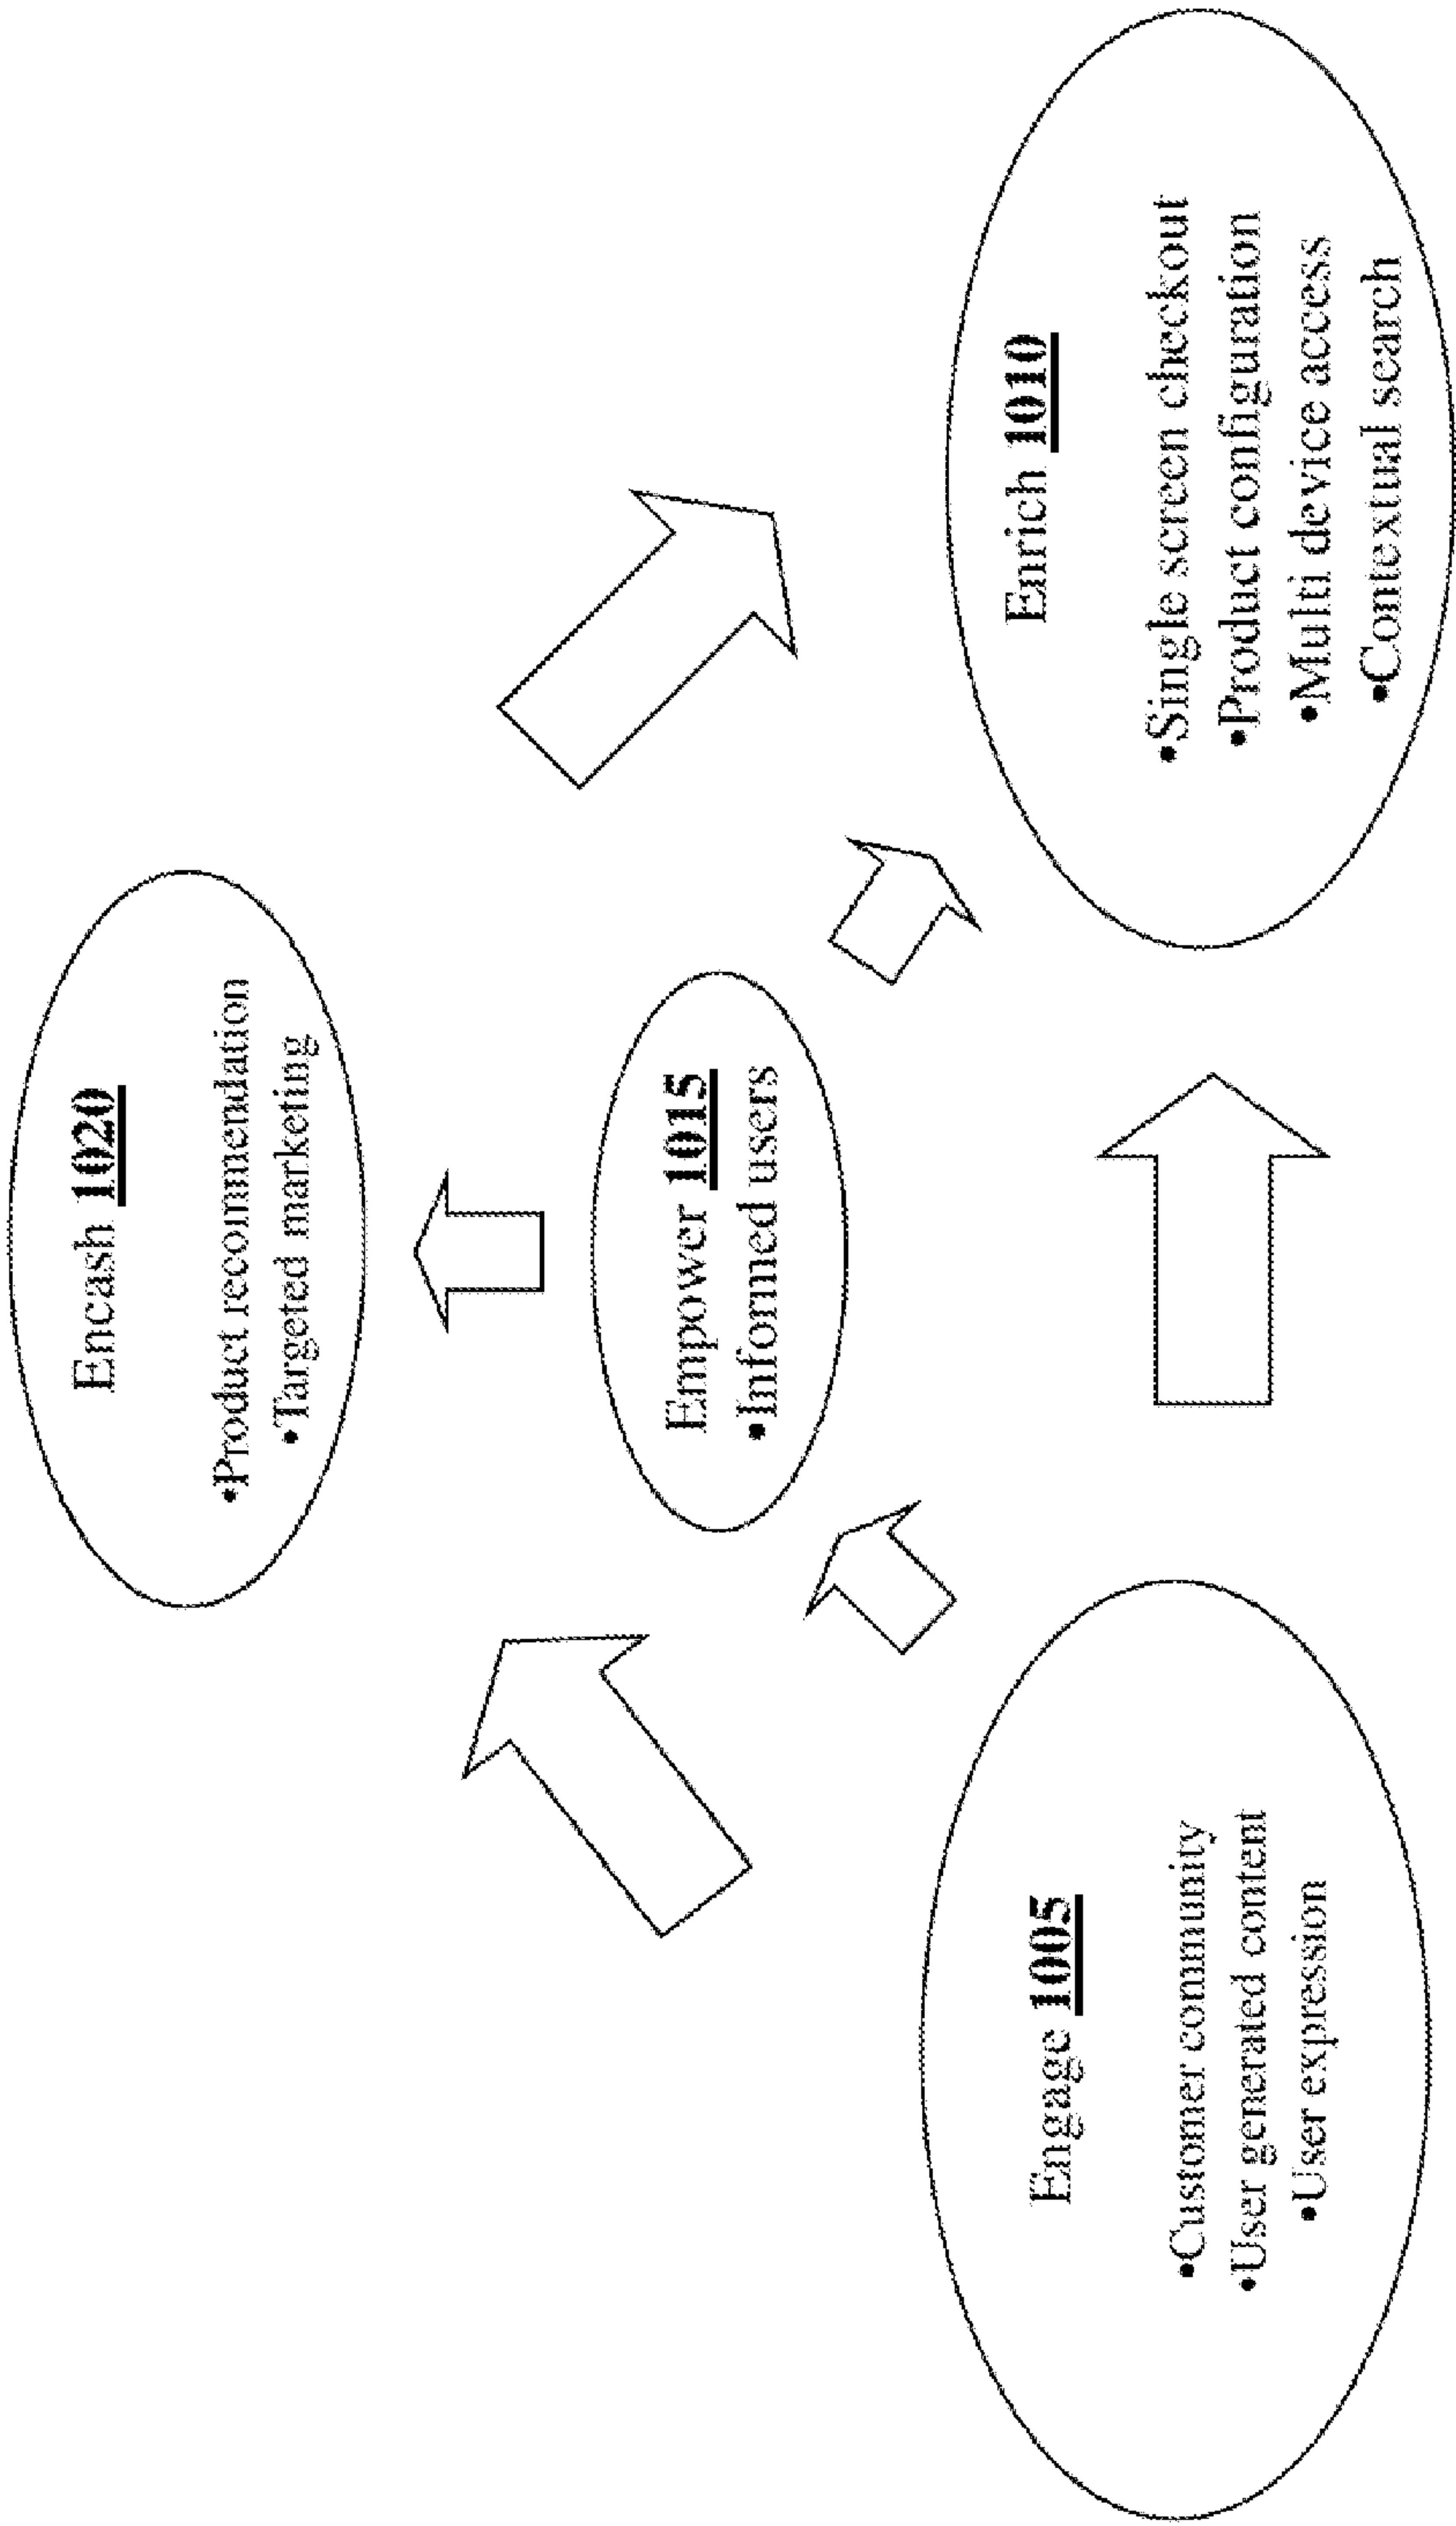 Encash 1020
•Product recommendation
•Targeted marketing
Empower 1015
•Informed users
Engage 1005
•Customer community
•User generated content
•User expression
Enrich 1010
•Single screen checkout
•Product configuration
•Multi device access
•Contextual search